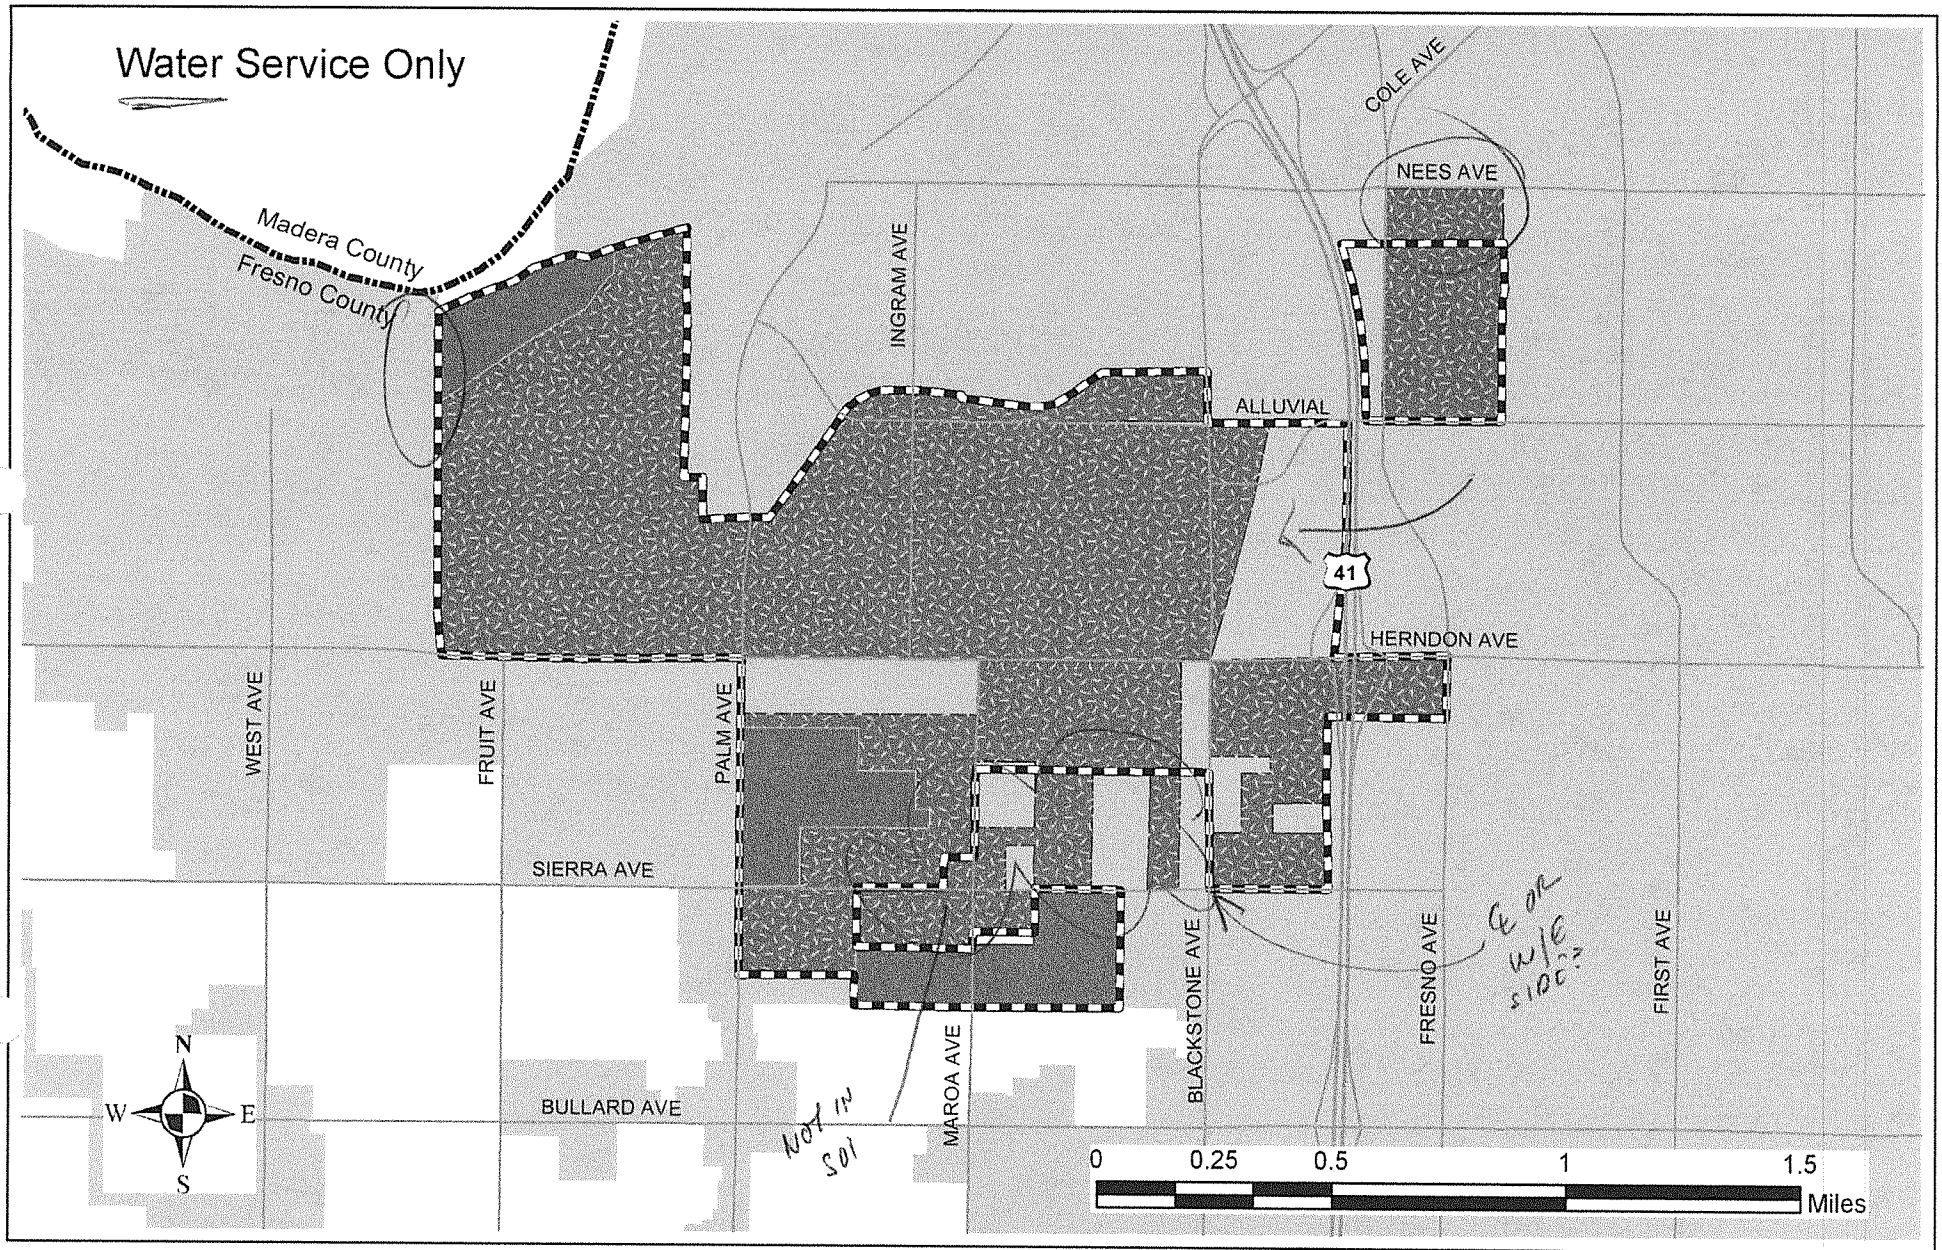 Water Service Only
COLE AVE
NEES AVE
Madera County
Fresno County
INGRAM AVE
ALLUVIAL
41
HERNDON AVE
WEST AVE
FRUIT AVE
PALM AVE
SIERRA AVE
BLACKSTONE AVE
FRESNO AVE
FIRST AVE
℄ OR
W/E
SIDE?
MAROA AVE
BULLARD AVE
NOT IN
SOI
N
W E
S
0 0.25 0.5 1 1.5
Miles